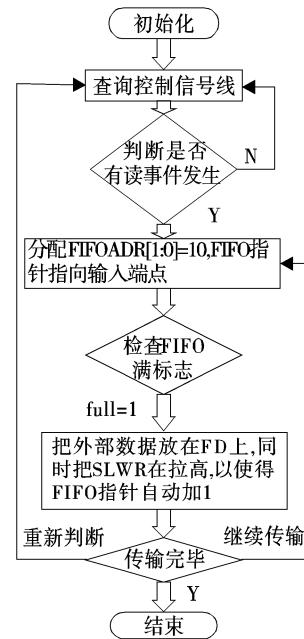 初始化
查询控制信号线
判断是否
有读事件发生
N
Y
分配FIFOADR[1:0]=10,FIFO指
针指向输入端点
检查FIFO
满标志
full=1
把外部数据放在FD上,同
时把SLWR在拉高,以使得
FIFO指针自动加1
重新判断
继续传输
传输完毕
Y
结束